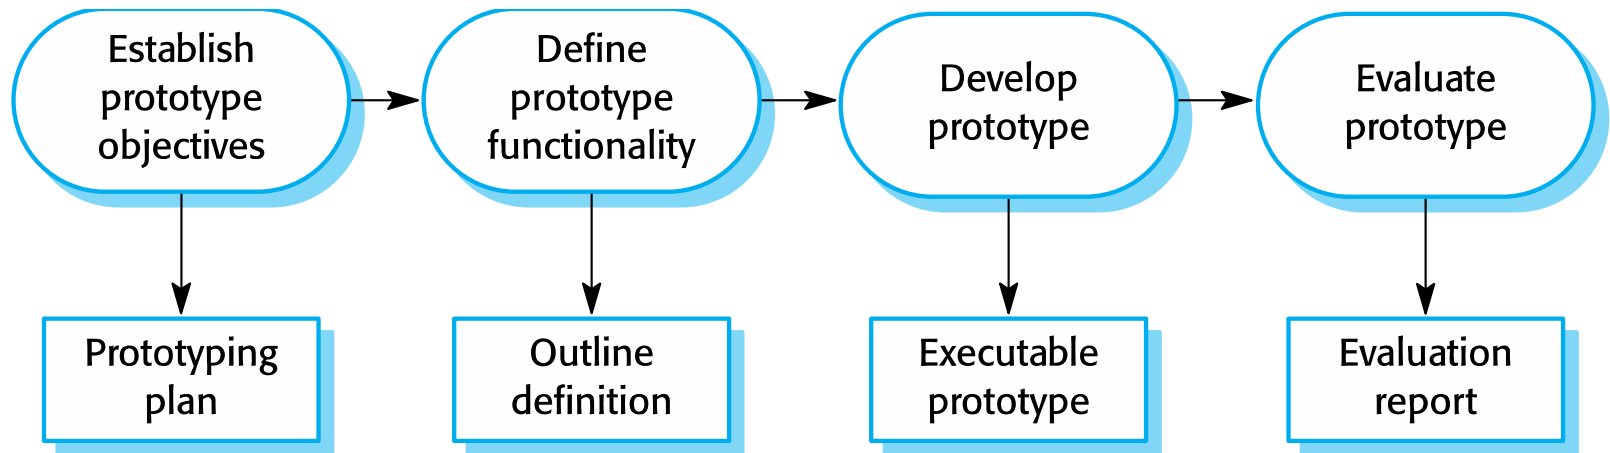 Establish
prototype
objectives
Define
prototype
functionality
Develop
prototype
Evaluate
prototype
Prototyping
plan
Outline
definition
Executable
prototype
Evaluation
report